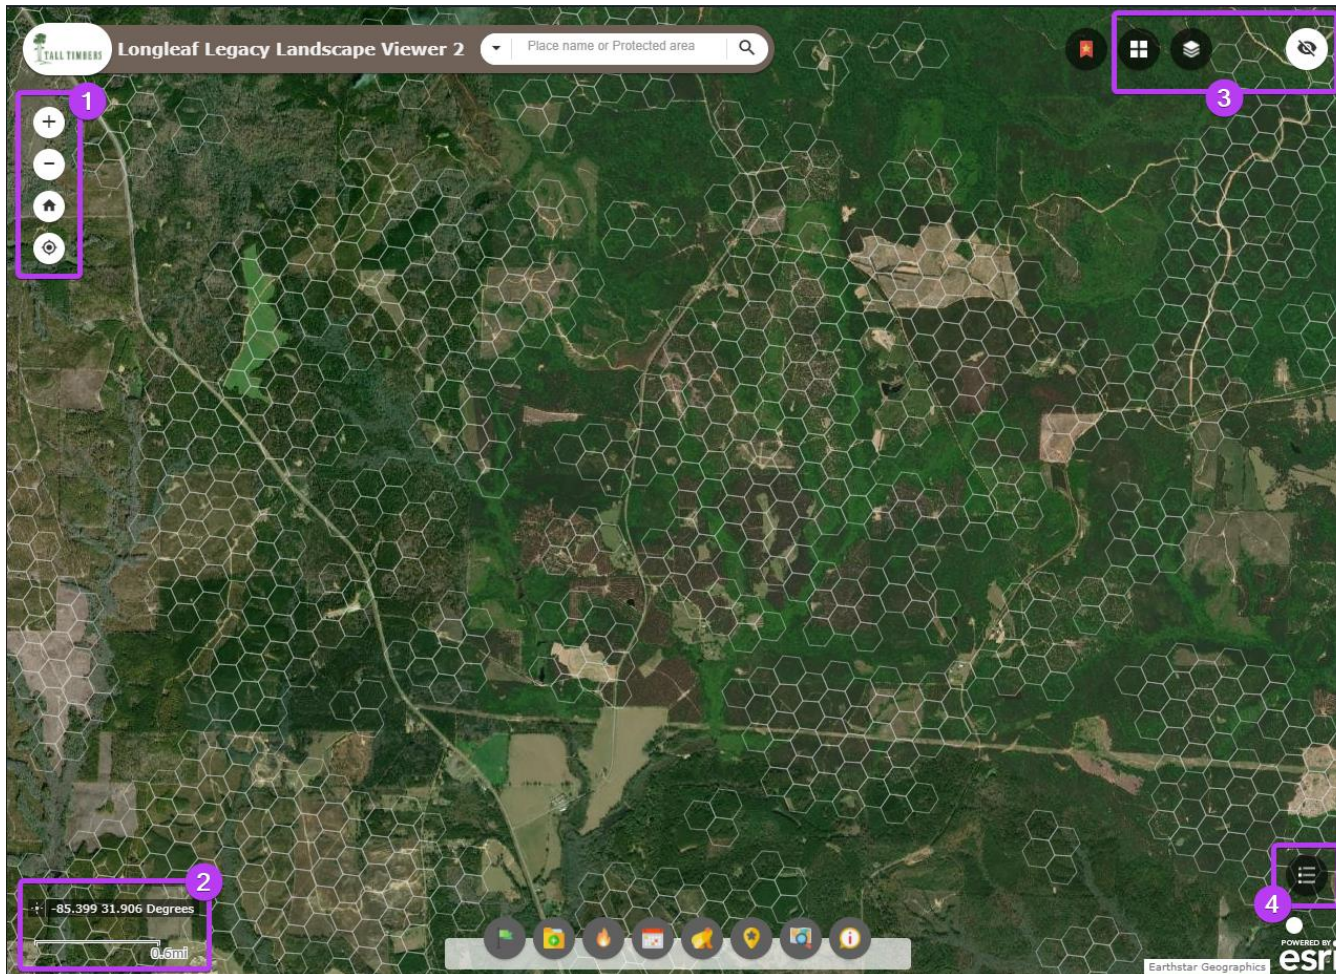 TALL TIMBERS
Longleaf Legacy Landscape Viewer 2
Place name or Protected area
1
3
2
-85.399 31.906 Degrees
0.6mi
4
POWERED BY
esri
Earthstar Geographics